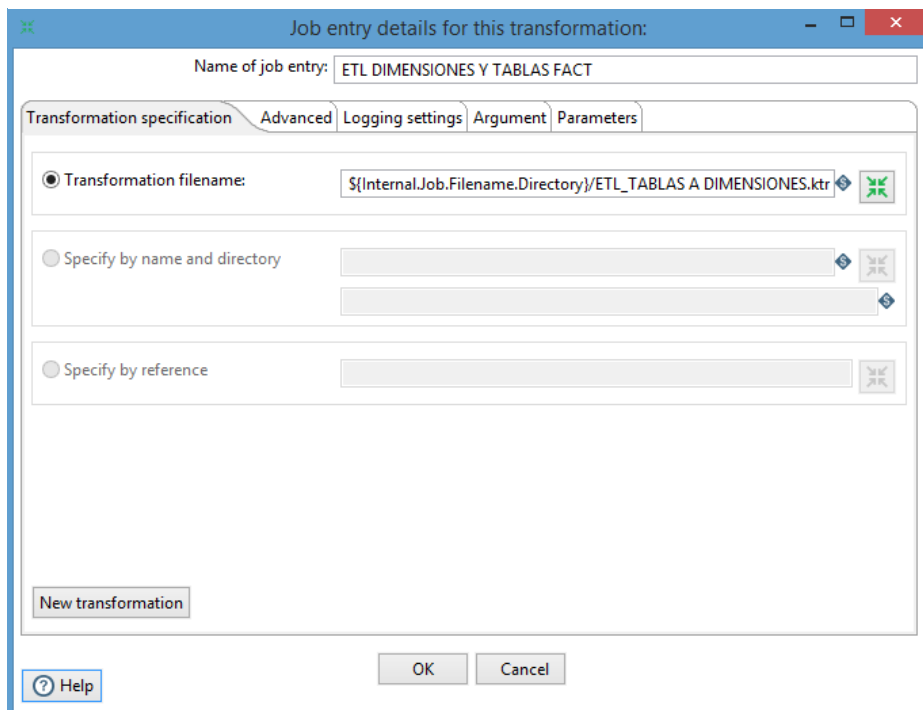 Job entry details for this transformation:
Name of job entry: ETL DIMENSIONES Y TABLAS FACT
Transformation specification Advanced Logging settings Argument Parameters
Transformation filename: ${Internal.Job.Filename.Directory}/ETL_TABLAS A DIMENSIONES.ktr
Specify by name and directory
Specify by reference
New transformation
OK Cancel
Help